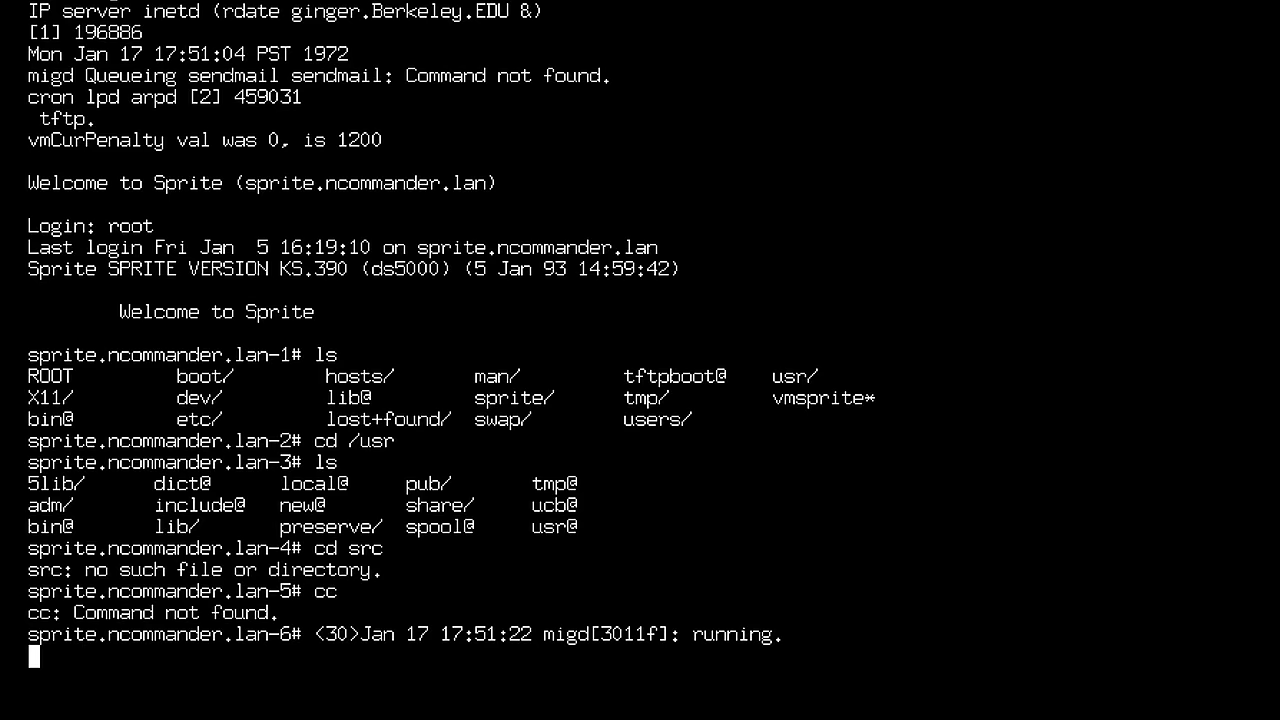 IP server inetd (rdate ginger.Berkeley.EDU &)
[1] 196886
Mon Jan 17 17:51:04 PST 1972
migd Queueing sendmail sendmail: Command not found.
cron lpd arpd [2] 459031
 tftp.
vmCurPenalty val was 0, is 1200

Welcome to Sprite (sprite.ncommander.lan)

Login: root
Last login Fri Jan  5 16:19:10 on sprite.ncommander.lan
Sprite SPRITE VERSION KS.390 (ds5000) (5 Jan 93 14:59:42)

        Welcome to Sprite

sprite.ncommander.lan-1# ls
ROOT         boot/        hosts/       man/         tftpboot@    usr/
X11/         dev/         lib@         sprite/      tmp/         vmsprite*
bin@         etc/         lost+found/  swap/        users/
sprite.ncommander.lan-2# cd /usr
sprite.ncommander.lan-3# ls
5lib/      dict@      local@     pub/       tmp@
adm/       include@   new@       share/     ucb@
bin@       lib/       preserve/  spool@     usr@
sprite.ncommander.lan-4# cd src
src: no such file or directory.
sprite.ncommander.lan-5# cc
cc: Command not found.
sprite.ncommander.lan-6# <30>Jan 17 17:51:22 migd[3011f]: running.